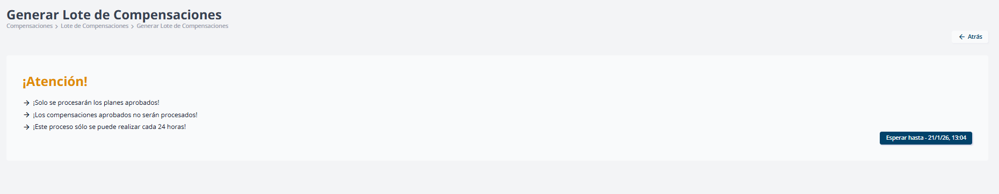 Generar Lote de Compensaciones
Compensaciones > Lote de Compensaciones > Generar Lote de Compensaciones
← Atrás
¡Atención!
→ ¡Solo se procesarán los planes aprobados!
→ ¡Los compensaciones aprobados no serán procesados!
→ ¡Este proceso sólo se puede realizar cada 24 horas!
Esperar hasta - 21/1/26, 13:04